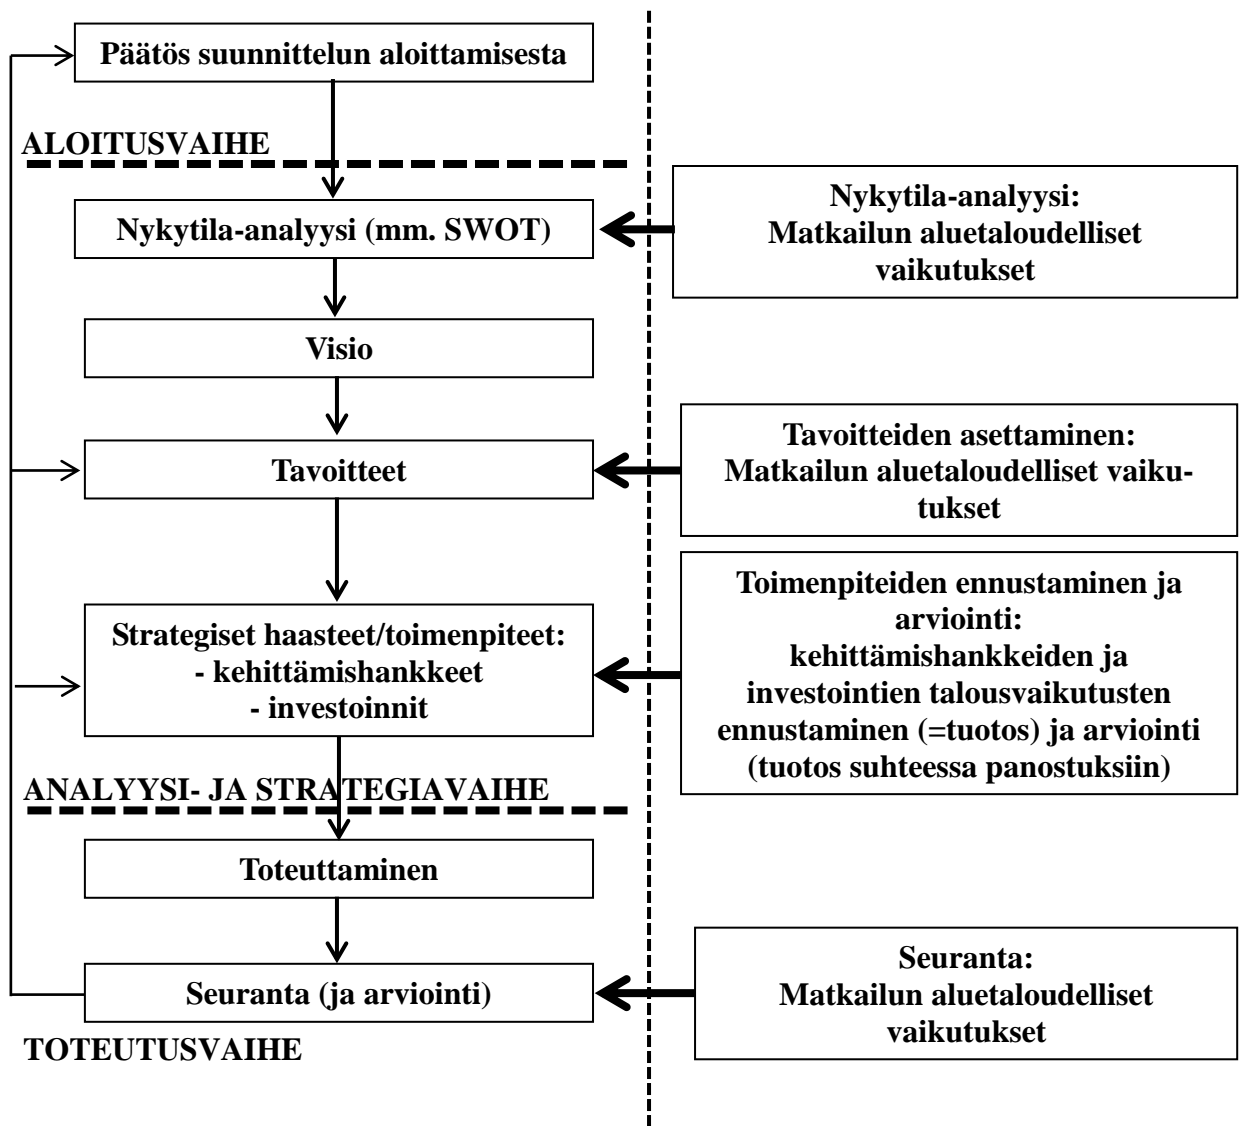 Päätös suunnittelun aloittamisesta
ALOITUSVAIHE
Nykytila-analyysi (mm. SWOT)
Nykytila-analyysi:
Matkailun aluetaloudelliset
vaikutukset
Visio
Tavoitteet
Tavoitteiden asettaminen:
Matkailun aluetaloudelliset vaiku-
tukset
Strategiset haasteet/toimenpiteet:
- kehittämishankkeet
- investoinnit
Toimenpiteiden ennustaminen ja
arviointi:
kehittämishankkeiden ja
investointien talousvaikutusten
ennustaminen (=tuotos) ja arviointi
(tuotos suhteessa panostuksiin)
ANALYYSI- JA STRATEGIAVAIHE
Toteuttaminen
Seuranta (ja arviointi)
Seuranta:
Matkailun aluetaloudelliset
vaikutukset
TOTEUTUSVAIHE